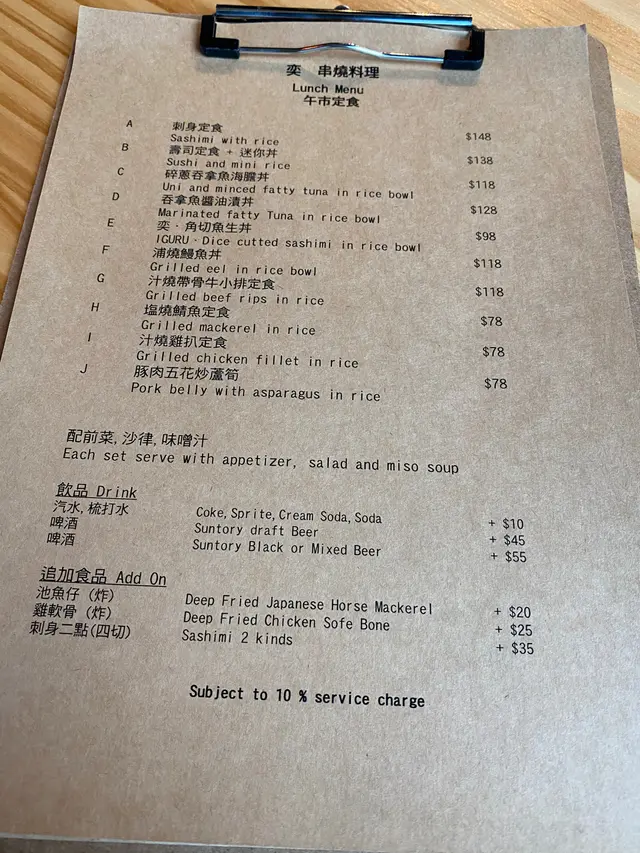 奕 串燒料理
Lunch Menu
午市定食
A 刺身定食
Sashimi with rice $148
B 壽司定食 + 迷你丼
Sushi and mini rice $138
C 碎蔥吞拿魚海膽丼
Uni and minced fatty tuna in rice bowl $118
D 吞拿魚醬油漬丼
Marinated fatty Tuna in rice bowl $128
E 奕‧角切魚生丼
IGURU‧Dice cutted sashimi in rice bowl $98
F 浦燒鰻魚丼
Grilled eel in rice bowl $118
G 汁燒帶骨牛小排定食
Grilled beef rips in rice $118
H 塩燒鯖魚定食
Grilled mackerel in rice $78
I 汁燒雞扒定食
Grilled chicken fillet in rice $78
J 豚肉五花炒蘆筍
Pork belly with asparagus in rice $78
配前菜,沙律,味噌汁
Each set serve with appetizer, salad and miso soup
飲品 Drink
汽水,梳打水 Coke,Sprite,Cream Soda,Soda + $10
啤酒 Suntory draft Beer + $45
啤酒 Suntory Black or Mixed Beer + $55
追加食品 Add On
池魚仔 (炸) Deep Fried Japanese Horse Mackerel + $20
雞軟骨 (炸) Deep Fried Chicken Sofe Bone + $25
刺身二點(四切) Sashimi 2 kinds + $35
Subject to 10 % service charge